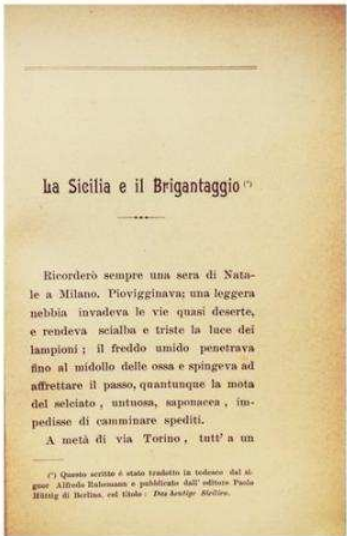 La Sicilia e il Brigantaggio (*)
Ricorderò sempre una sera di Nata-
le a Milano. Piovigginava; una leggera
nebbia invadeva le vie quasi deserte,
e rendeva scialba e triste la luce dei
lampioni ; il freddo umido penetrava
fino al midollo delle ossa e spingeva ad
affrettare il passo, quantunque la mota
del selciato , untuosa, saponacea , im-
pedisse di camminare spediti.
A metà di via Torino , tutt' a un
(*) Questo scritto è stato tradotto in tedesco dal si-
gnor Alfredo Ruhemann e pubblicato dall' editore Paolo
Hüttig di Berlino, col titolo : Das heutige Sicilien.